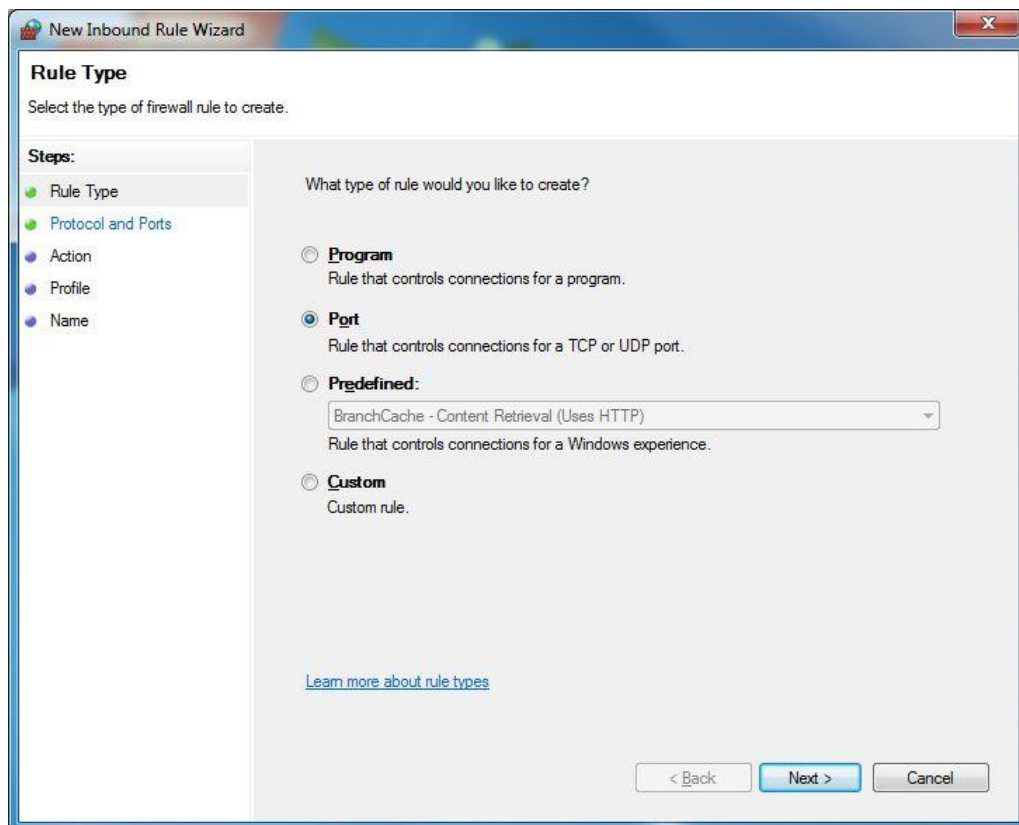 New Inbound Rule Wizard
Rule Type
Select the type of firewall rule to create.
Steps:
Rule Type
Protocol and Ports
Action
Profile
Name
What type of rule would you like to create?
Program
Rule that controls connections for a program.
Port
Rule that controls connections for a TCP or UDP port.
Predefined:
BranchCache - Content Retrieval (Uses HTTP)
Rule that controls connections for a Windows experience.
Custom
Custom rule.
Learn more about rule types
< Back Next > Cancel